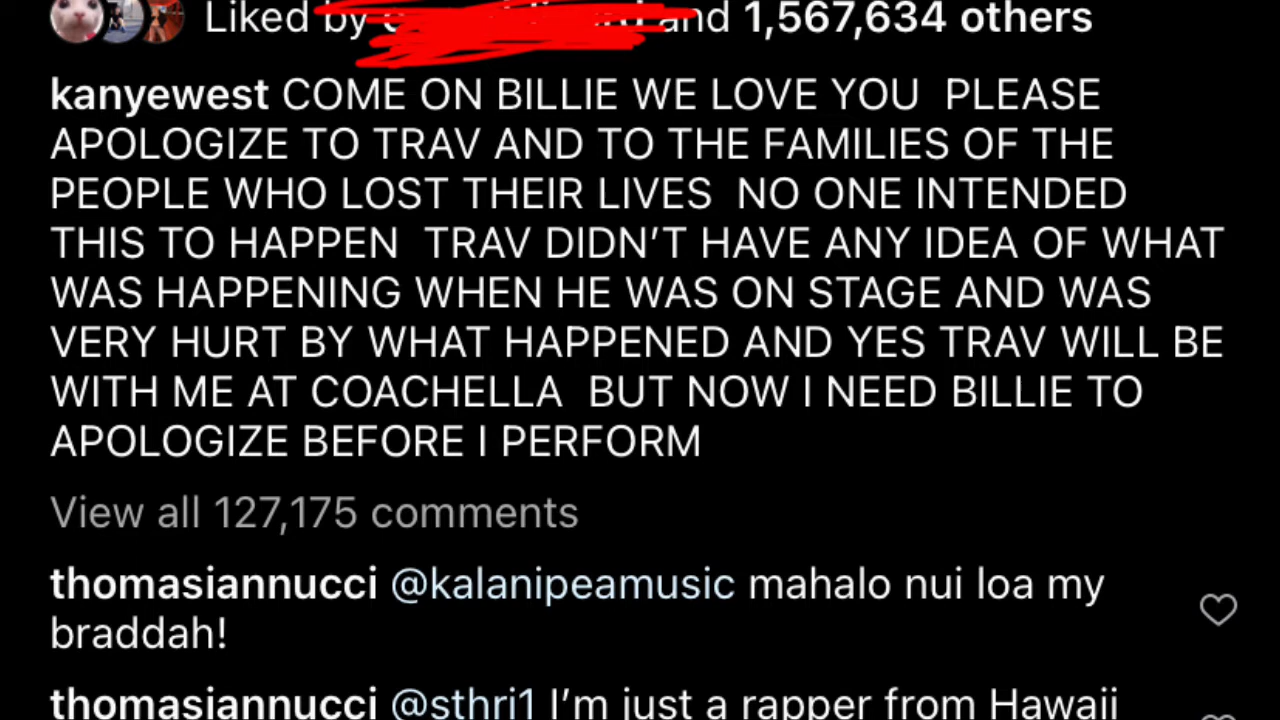 Liked by and 1,567,634 others
kanyewest COME ON BILLIE WE LOVE YOU PLEASE
APOLOGIZE TO TRAV AND TO THE FAMILIES OF THE
PEOPLE WHO LOST THEIR LIVES NO ONE INTENDED
THIS TO HAPPEN TRAV DIDN'T HAVE ANY IDEA OF WHAT
WAS HAPPENING WHEN HE WAS ON STAGE AND WAS
VERY HURT BY WHAT HAPPENED AND YES TRAV WILL BE
WITH ME AT COACHELLA BUT NOW I NEED BILLIE TO
APOLOGIZE BEFORE I PERFORM
View all 127,175 comments
thomasiannucci @kalanipeamusic mahalo nui loa my
braddah!
thomasiannucci @sthri1 I'm just a rapper from Hawaii